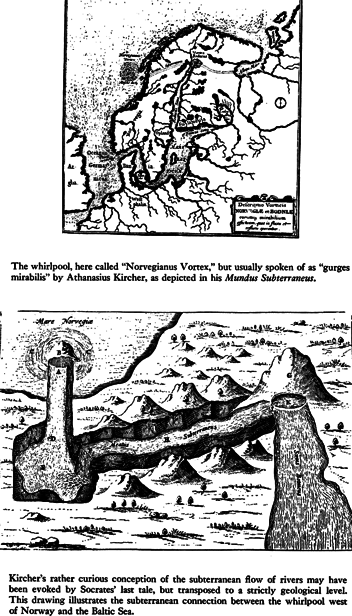 The whirlpool, here called "Norvegianus Vortex," but usually spoken of as "gurges
mirabilis" by Athanasius Kircher, as depicted in his Mundus Subterraneus.
Mare Norvegia
Kircher's rather curious conception of the subterranean flow of rivers may have
been evoked by Socrates' last tale, but transposed to a strictly geological level.
This drawing illustrates the subterranean connection between the whirlpool west
of Norway and the Baltic Sea.